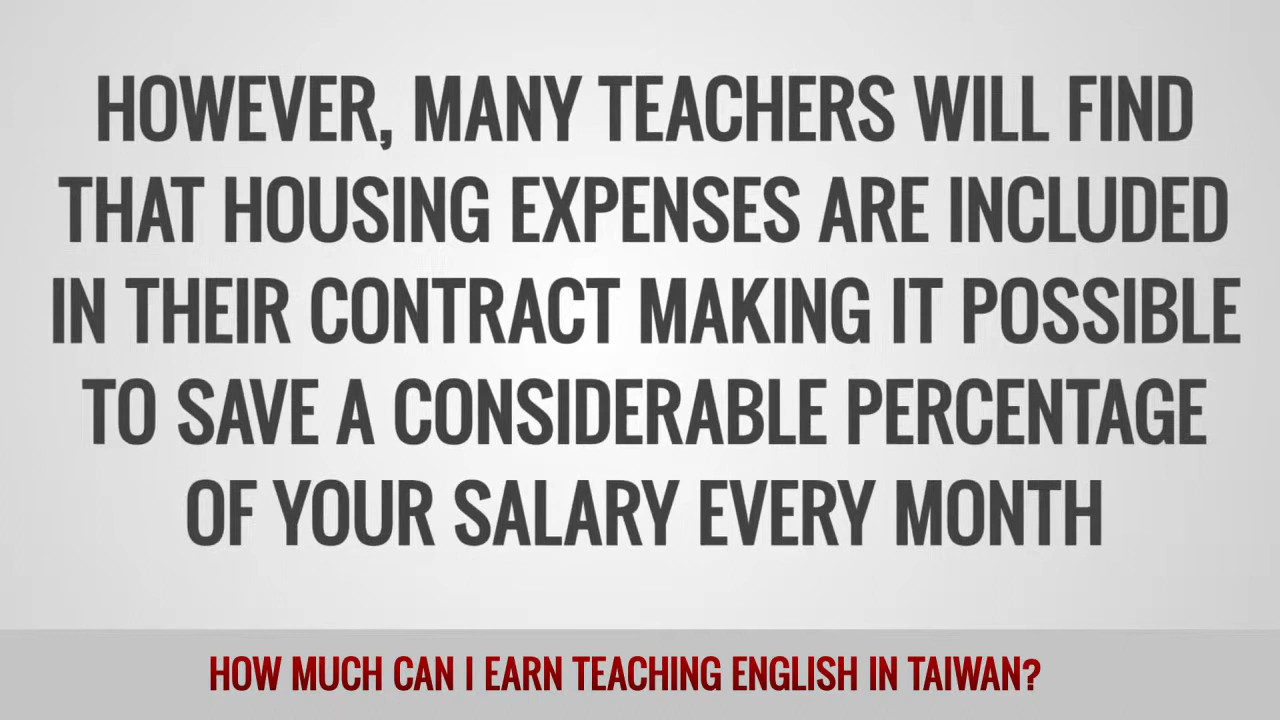 HOWEVER, MANY TEACHERS WILL FIND
THAT HOUSING EXPENSES ARE INCLUDED
IN THEIR CONTRACT MAKING IT POSSIBLE
TO SAVE A CONSIDERABLE PERCENTAGE
OF YOUR SALARY EVERY MONTH
HOW MUCH CAN I EARN TEACHING ENGLISH IN TAIWAN?